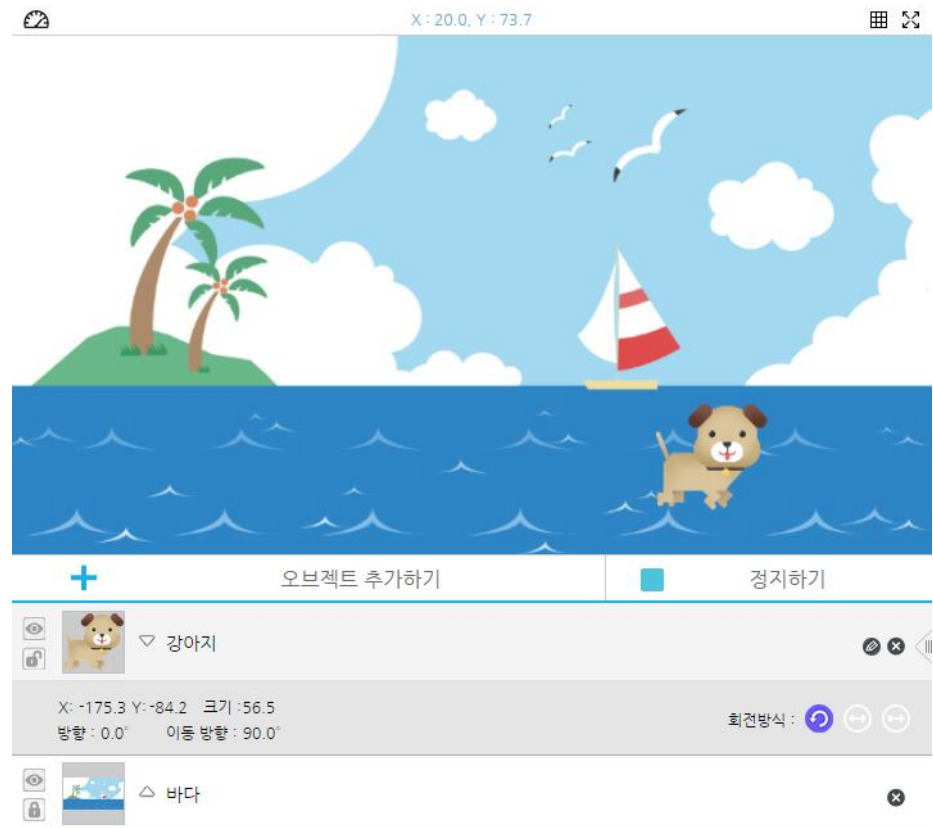 X : 20.0, Y : 73.7
오브젝트 추가하기
정지하기
강아지
X: -175.3 Y: -84.2 크기 :56.5
방향 : 0.0° 이동 방향 : 90.0°
회전방식 :
바다